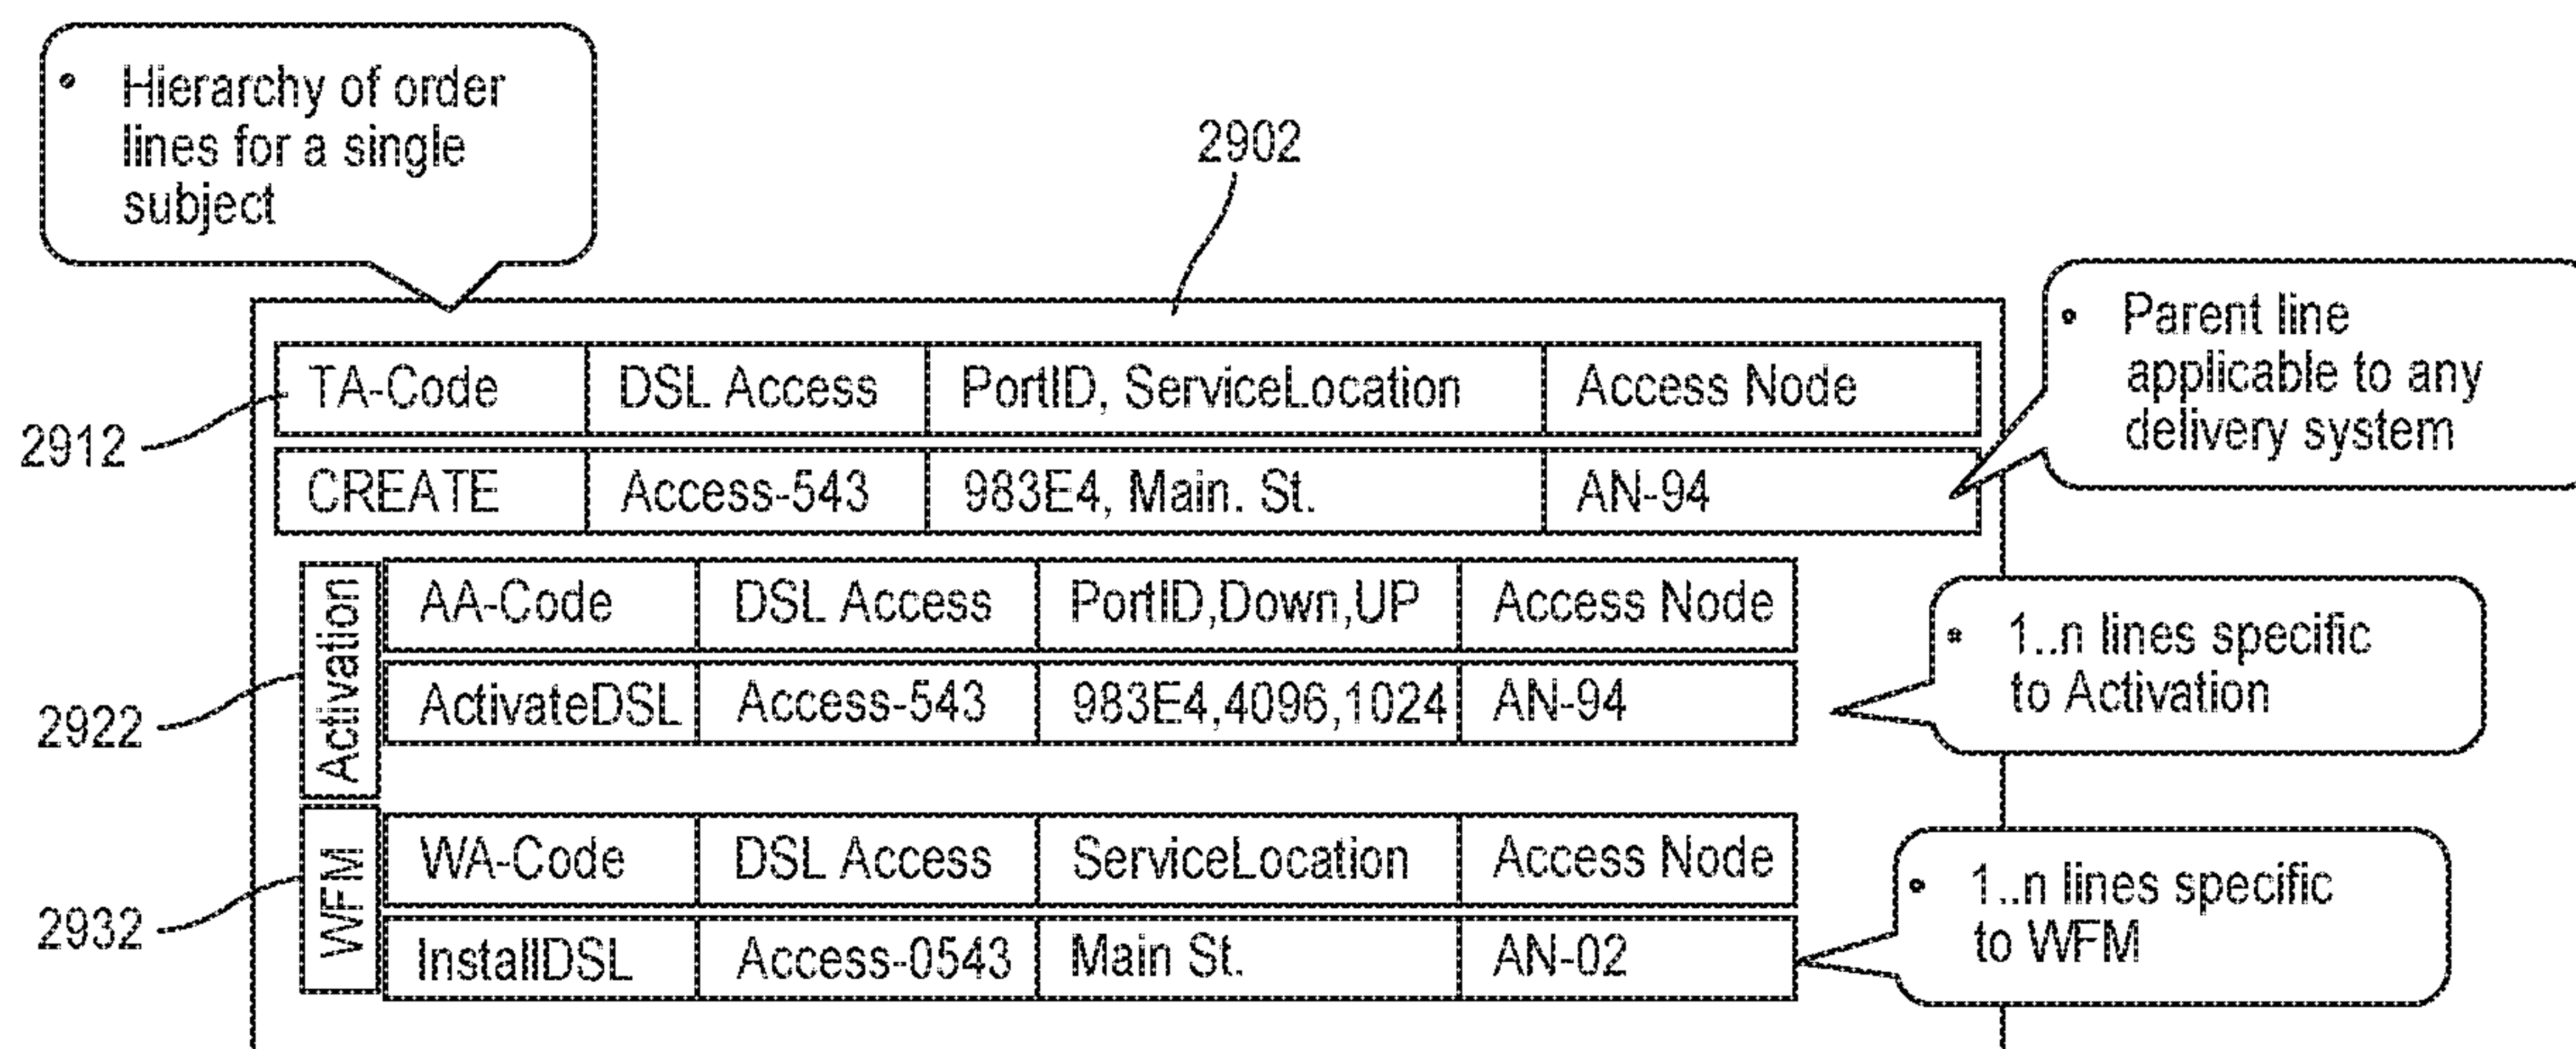 • Hierarchy of order
lines for a single
subject
2902
• Parent line
applicable to any
delivery system
2912
TA-Code DSL Access PortID, ServiceLocation Access Node
CREATE Access-543 983E4, Main. St. AN-94
Activation
2922
AA-Code DSL Access PortID,Down,UP Access Node
ActivateDSL Access-543 983E4,4096,1024 AN-94
• 1..n lines specific
to Activation
WFM
2932
WA-Code DSL Access ServiceLocation Access Node
InstallDSL Access-0543 Main St. AN-02
• 1..n lines specific
to WFM